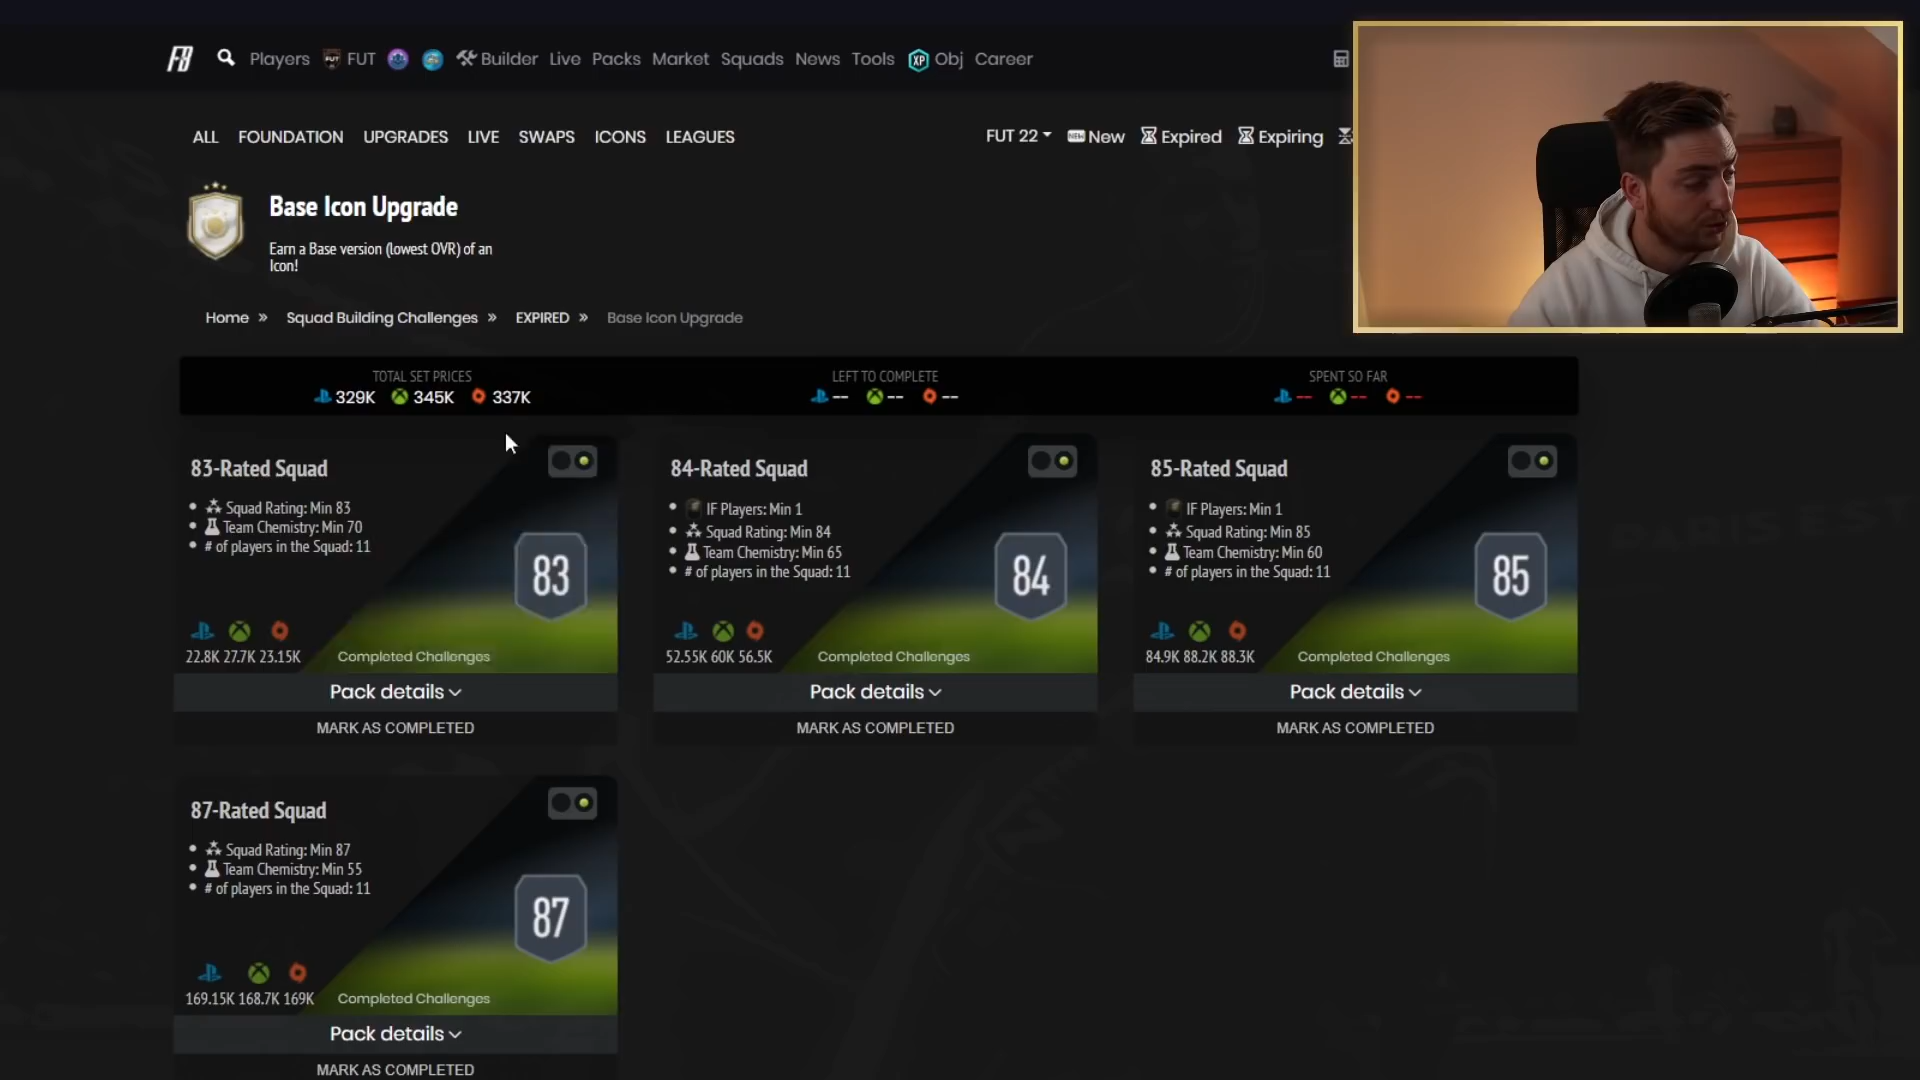 Players FUT Builder Live Packs Market Squads News Tools XP Obj Career
ALL FOUNDATION UPGRADES LIVE SWAPS ICONS LEAGUES
FUT 22 NEW New Expired Expiring
Base Icon Upgrade
Earn a Base version (lowest OVR) of an
Icon!
Home » Squad Building Challenges » EXPIRED » Base Icon Upgrade
TOTAL SET PRICES
329K 345K 337K
LEFT TO COMPLETE
-- -- --
SPENT SO FAR
-- -- --
83-Rated Squad
Squad Rating: Min 83
Team Chemistry: Min 70
# of players in the Squad: 11
83
22.8K 27.7K 23.15K
Completed Challenges
Pack details
MARK AS COMPLETED
84-Rated Squad
IF Players: Min 1
Squad Rating: Min 84
Team Chemistry: Min 65
# of players in the Squad: 11
84
52.55K 60K 56.5K
Completed Challenges
Pack details
MARK AS COMPLETED
85-Rated Squad
IF Players: Min 1
Squad Rating: Min 85
Team Chemistry: Min 60
# of players in the Squad: 11
85
84.9K 88.2K 88.3K
Completed Challenges
Pack details
MARK AS COMPLETED
87-Rated Squad
Squad Rating: Min 87
Team Chemistry: Min 55
# of players in the Squad: 11
87
169.15K 168.7K 169K
Completed Challenges
Pack details
MARK AS COMPLETED